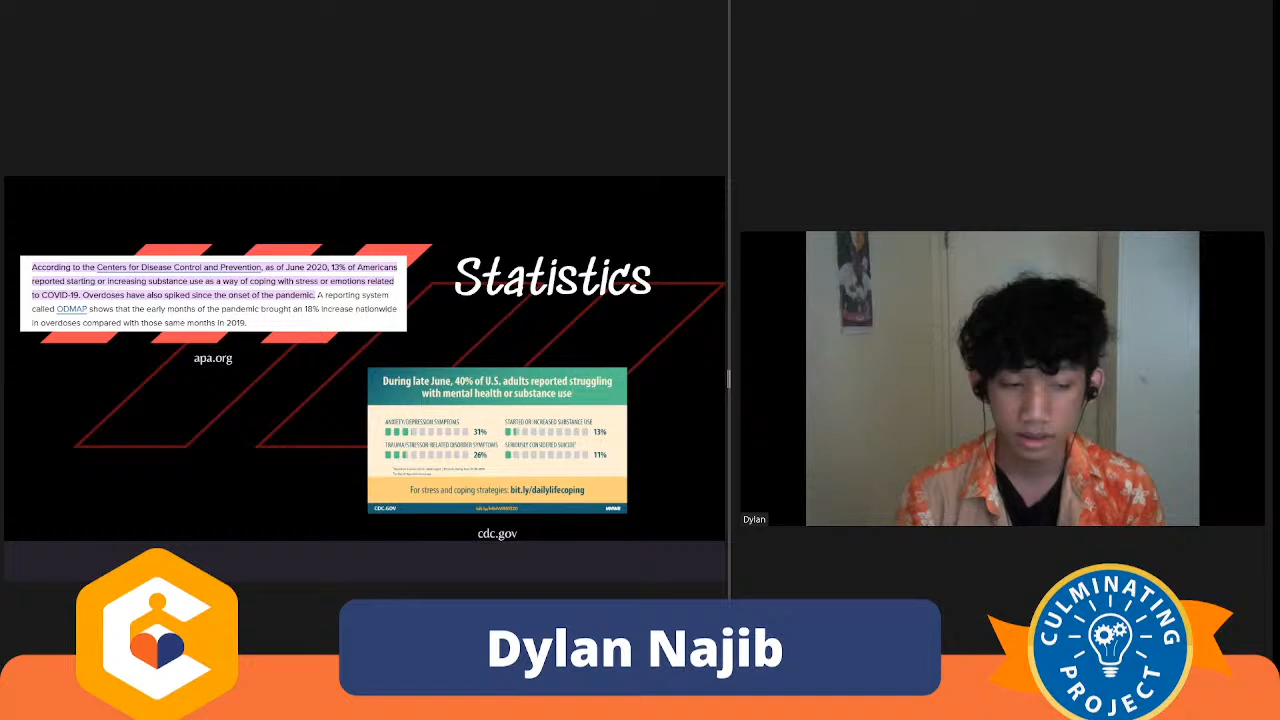 According to the Centers for Disease Control and Prevention, as of June 2020, 13% of Americans
reported starting or increasing substance use as a way of coping with stress or emotions related
to COVID-19. Overdoses have also spiked since the onset of the pandemic. A reporting system
called ODMAP shows that the early months of the pandemic brought an 18% increase nationwide
in overdoses compared with those same months in 2019.
apa.org
Statistics
During late June, 40% of U.S. adults reported struggling
with mental health or substance use
ANXIETY/DEPRESSION SYMPTOMS
31%
STARTED OR INCREASED SUBSTANCE USE
13%
TRAUMA/STRESSOR-RELATED DISORDER SYMPTOMS
26%
SERIOUSLY CONSIDERED SUICIDE
11%
For stress and coping strategies: bit.ly/dailylifecoping
CDC.GOV
cdc.gov
Dylan
Dylan Najib
CULMINATING
PROJECT